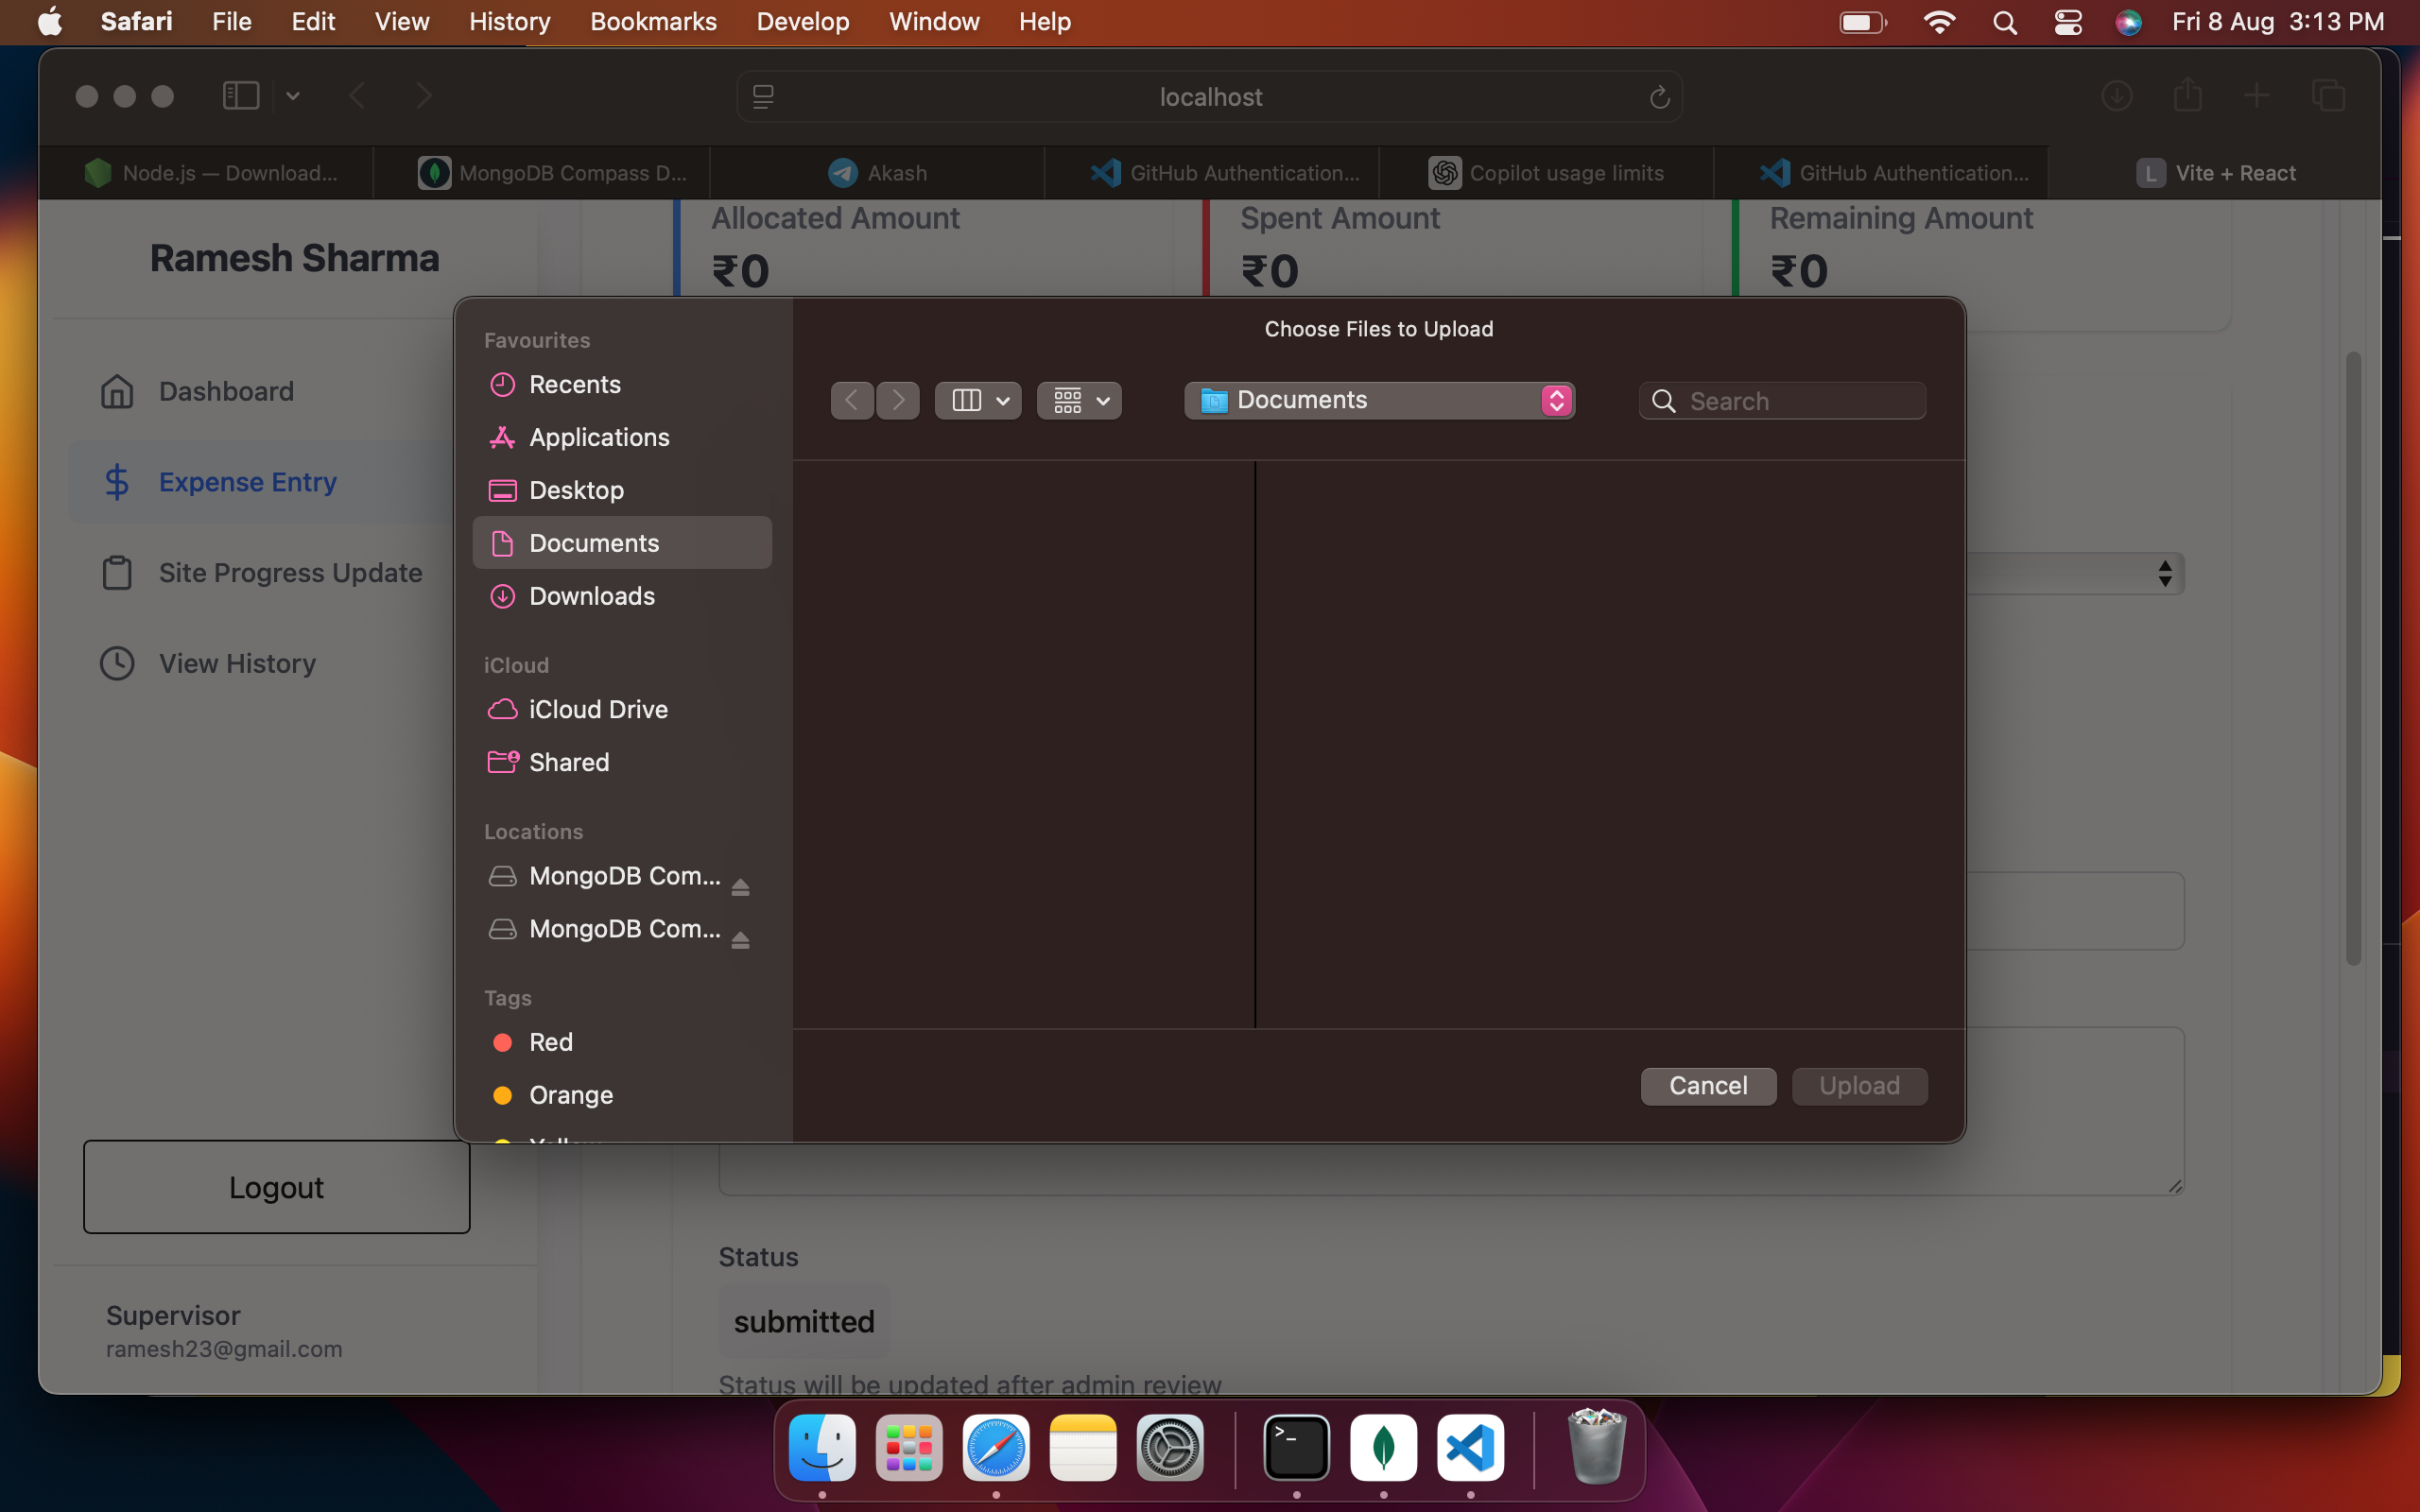 Safari File Edit View History Bookmarks Develop Window Help Fri 8 Aug 3:13 PM
localhost
Node.js — Download... MongoDB Compass D... Akash GitHub Authentication... Copilot usage limits GitHub Authentication... L Vite + React
Ramesh Sharma
Dashboard
Expense Entry
Site Progress Update
View History
Logout
Supervisor
ramesh23@gmail.com
Allocated Amount
₹0
Spent Amount
₹0
Remaining Amount
₹0
Favourites
Recents
Applications
Desktop
Documents
Downloads
iCloud
iCloud Drive
Shared
Locations
MongoDB Com...
MongoDB Com...
Tags
Red
Orange
Yellow
Choose Files to Upload
Documents
Search
Cancel Upload
Status
submitted
Status will be updated after admin review